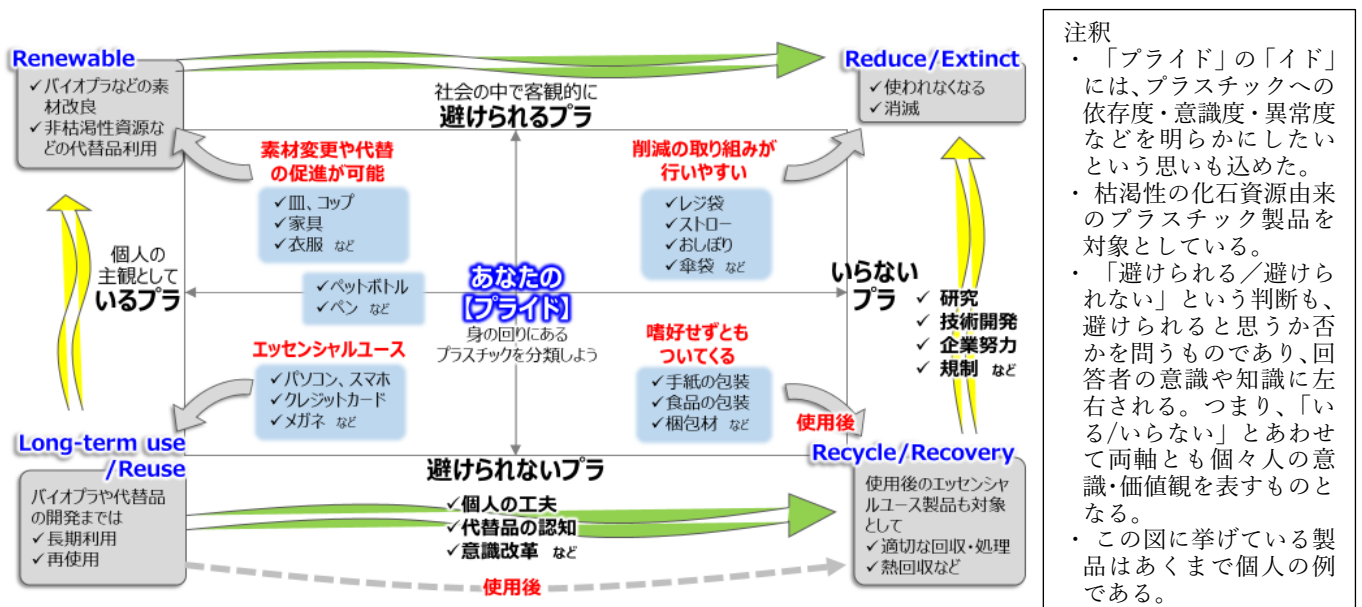 Renewable
✓バイオプラなどの素
材改良
✓非枯渇性資源な
どの代替品利用
社会の中で客観的に
避けられるプラ
Reduce/Extinct
✓使われなくなる
✓消滅
素材変更や代替
の促進が可能
✓皿、コップ
✓家具
✓衣服 など
削減の取り組みが
行いやすい
✓レジ袋
✓ストロー
✓おしぼり
✓傘袋 など
個人の
主観として
いるプラ
✓ペットボトル
✓ペン など
あなたの
【プライド】
身の回りにある
プラスチックを分類しよう
いらない
プラ
✓ 研究
✓ 技術開発
✓ 企業努力
✓ 規制 など
エッセンシャルユース
✓パソコン、スマホ
✓クレジットカード
✓メガネ など
嗜好せずとも
ついてくる
✓手紙の包装
✓食品の包装
✓梱包材 など
使用後
Long-term use
/Reuse
バイオプラや代替品
の開発までは
✓長期利用
✓再使用
避けられないプラ
✓個人の工夫
✓代替品の認知
✓意識改革 など
使用後
Recycle/Recovery
使用後のエッセンシャ
ルユース製品も対象
として
✓適切な回収・処理
✓熱回収など
注釈
・「プライド」の「イド」
には、プラスチックへの
依存度・意識度・異常度
などを明らかにしたい
という思いも込めた。
・枯渇性の化石資源由来
のプラスチック製品を
対象としている。
・「避けられる/避けら
れない」という判断も、
避けられると思うか否
かを問うものであり、回
答者の意識や知識に左
右される。つまり、「い
る/いらない」とあわせ
て両軸とも個々人の意
識・価値観を表すものと
なる。
・この図に挙げている製
品はあくまで個人の例
である。